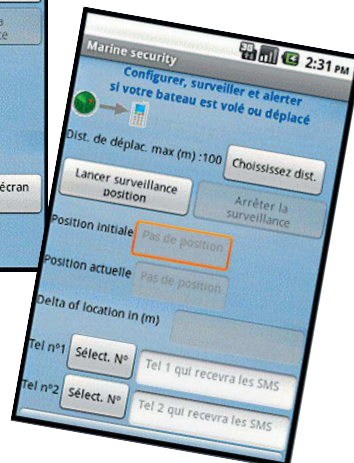 écran
3G
2:31 PM
Marine security
Configurer, surveiller et alerter
si votre bateau est volé ou déplacé
Dist. de déplac. max (m) :100
Choississez dist.
Lancer surveillance
position
Arrêter la
surveillance
Position initiale
Pas de position
Position actuelle
Pas de position
Delta of location in (m)
Tel n°1
Sélect. N°
Tel 1 qui recevra les SMS
Tel n°2
Sélect. N°
Tel 2 qui recevra les SMS